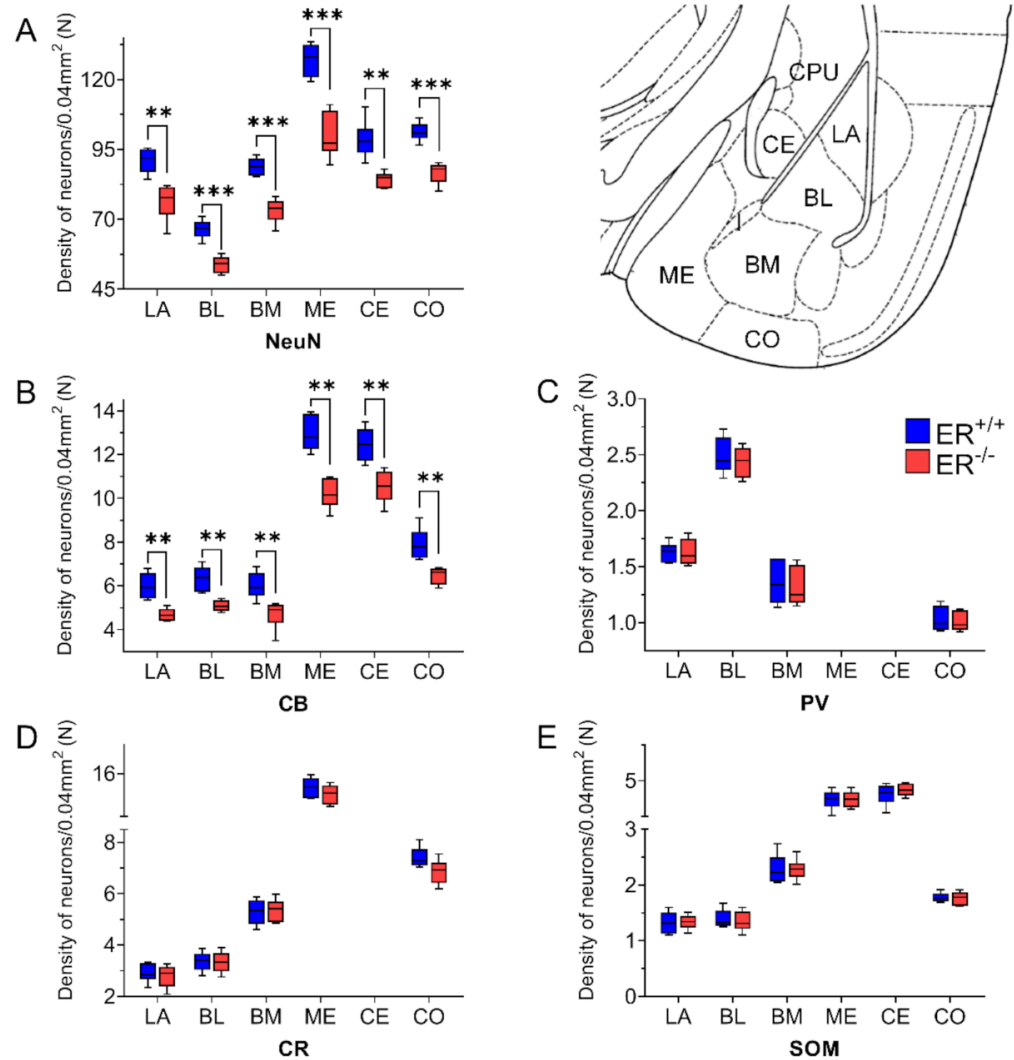 A
Density of neurons/0.04mm² (N)
120
95
70
45
** *** *** *** ** ***
LA BL BM ME CE CO
NeuN
CPU
CE
LA
BL
I
ME
BM
CO
B
Density of neurons/0.04mm² (N)
14
12
10
8
6
4
** ** ** ** ** **
LA BL BM ME CE CO
CB
C
Density of neurons/0.04mm² (N)
3.0
2.5
2.0
1.5
1.0
ER+/+
ER-/-
LA BL BM ME CE CO
PV
D
Density of neurons/0.04mm² (N)
16
8
6
4
2
LA BL BM ME CE CO
CR
E
Density of neurons/0.04mm² (N)
5
3
2
1
0
LA BL BM ME CE CO
SOM